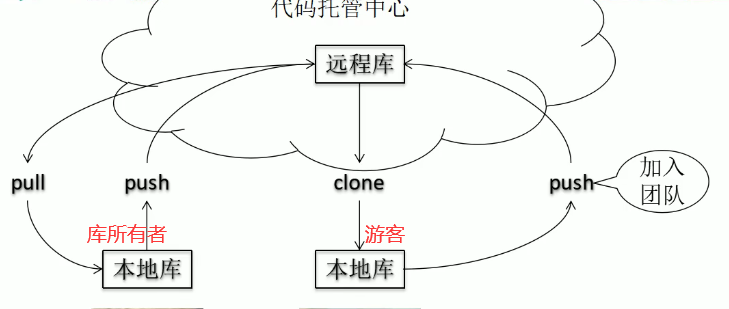 代码托管中心
远程库
pull
push
clone
push
加入
团队
库所有者
游客
本地库
本地库